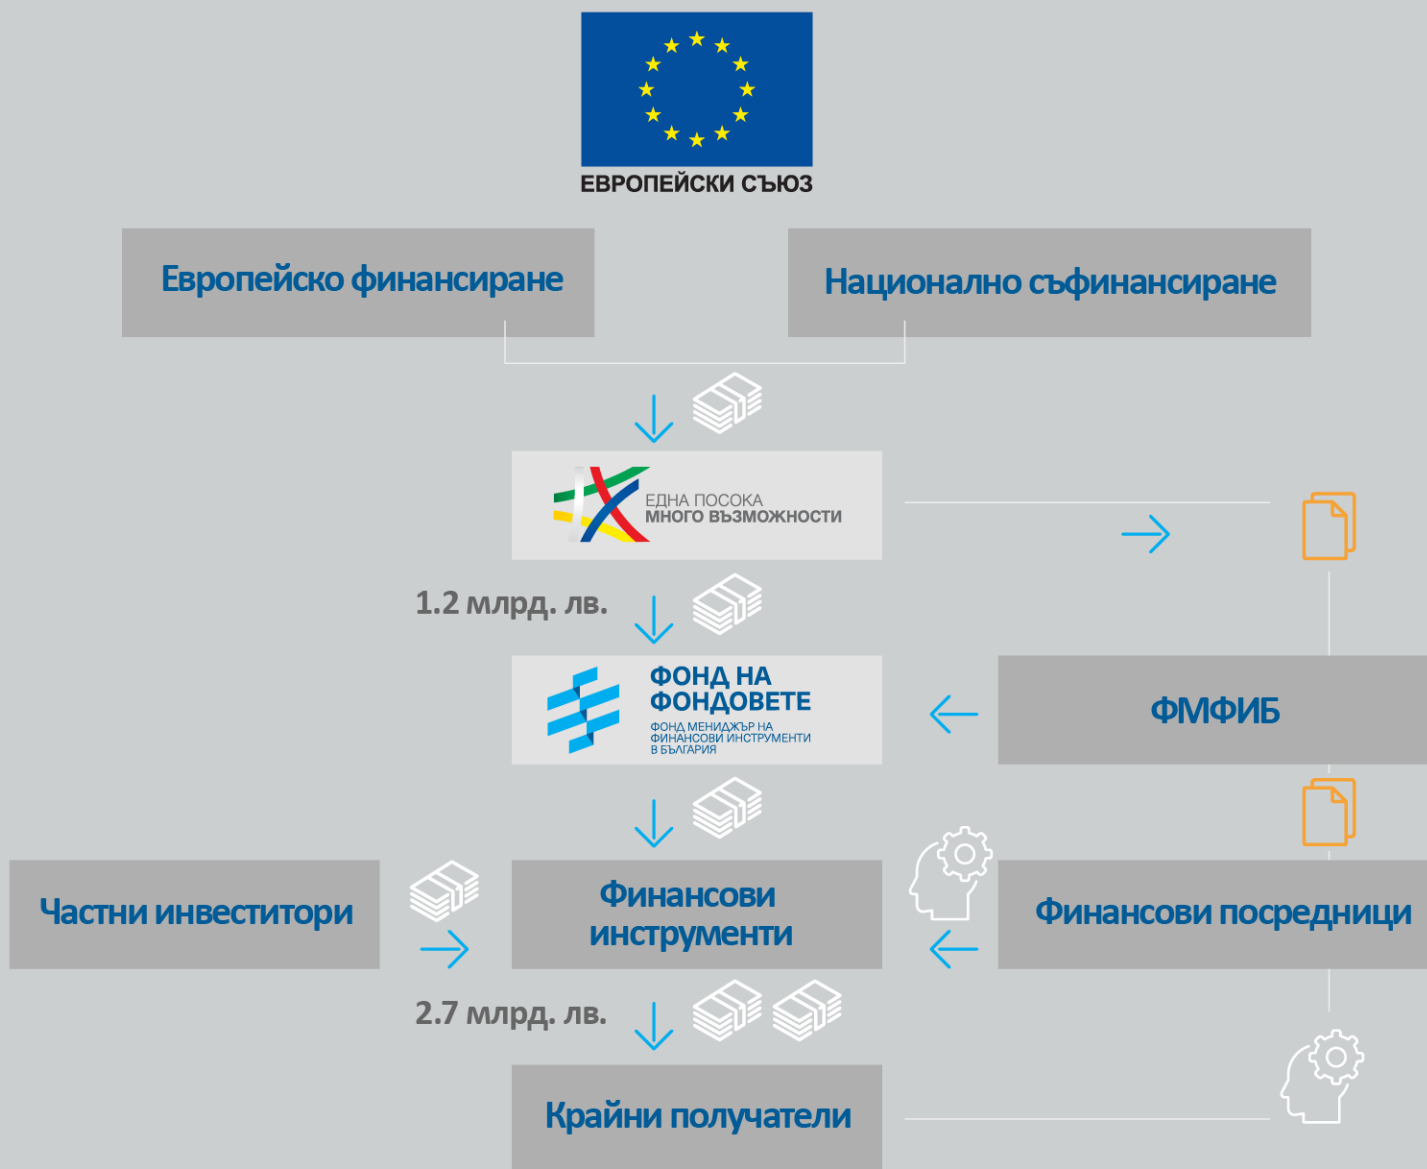 ЕВРОПЕЙСКИ СЪЮЗ
Европейско финансиране
Национално съфинансиране
ЕДНА ПОСОКА
МНОГО ВЪЗМОЖНОСТИ
1.2 млрд. лв.
ФОНД НА
ФОНДОВЕТЕ
ФОНД МЕНИДЖЪР НА
ФИНАНСОВИ ИНСТРУМЕНТИ
В БЪЛГАРИЯ
ФМФИБ
Частни инвеститори
Финансови
инструменти
Финансови посредници
2.7 млрд. лв.
Крайни получатели